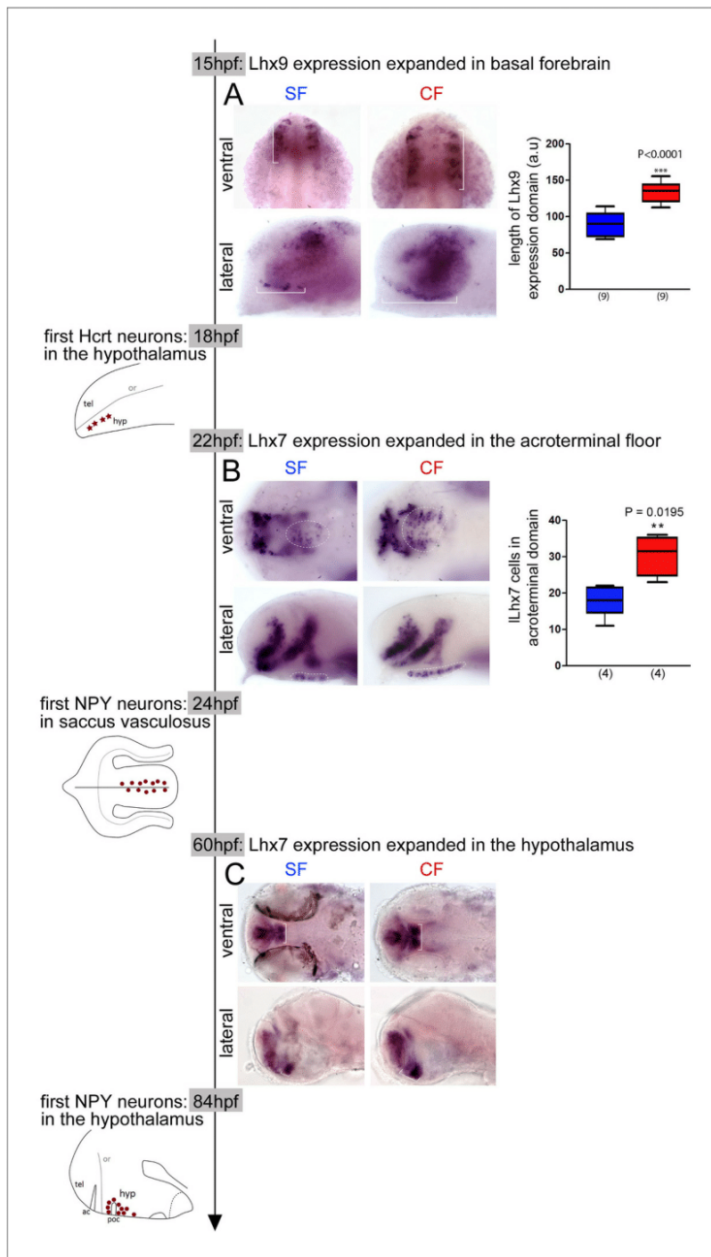 15hpf: Lhx9 expression expanded in basal forebrain
A
SF
CF
ventral
lateral
length of Lhx9
expression domain (a.u)
200
150
100
50
0
P<0.0001
***
(9)
(9)
first Hcrt neurons: 18hpf
in the hypothalamus
tel
or
hyp
22hpf: Lhx7 expression expanded in the acroterminal floor
B
SF
CF
ventral
lateral
lLhx7 cells in
acroterminal domain
40
30
20
10
0
P = 0.0195
**
(4)
(4)
first NPY neurons: 24hpf
in saccus vasculosus
60hpf: Lhx7 expression expanded in the hypothalamus
C
SF
CF
ventral
lateral
first NPY neurons: 84hpf
in the hypothalamus
or
tel
hyp
ac
poc